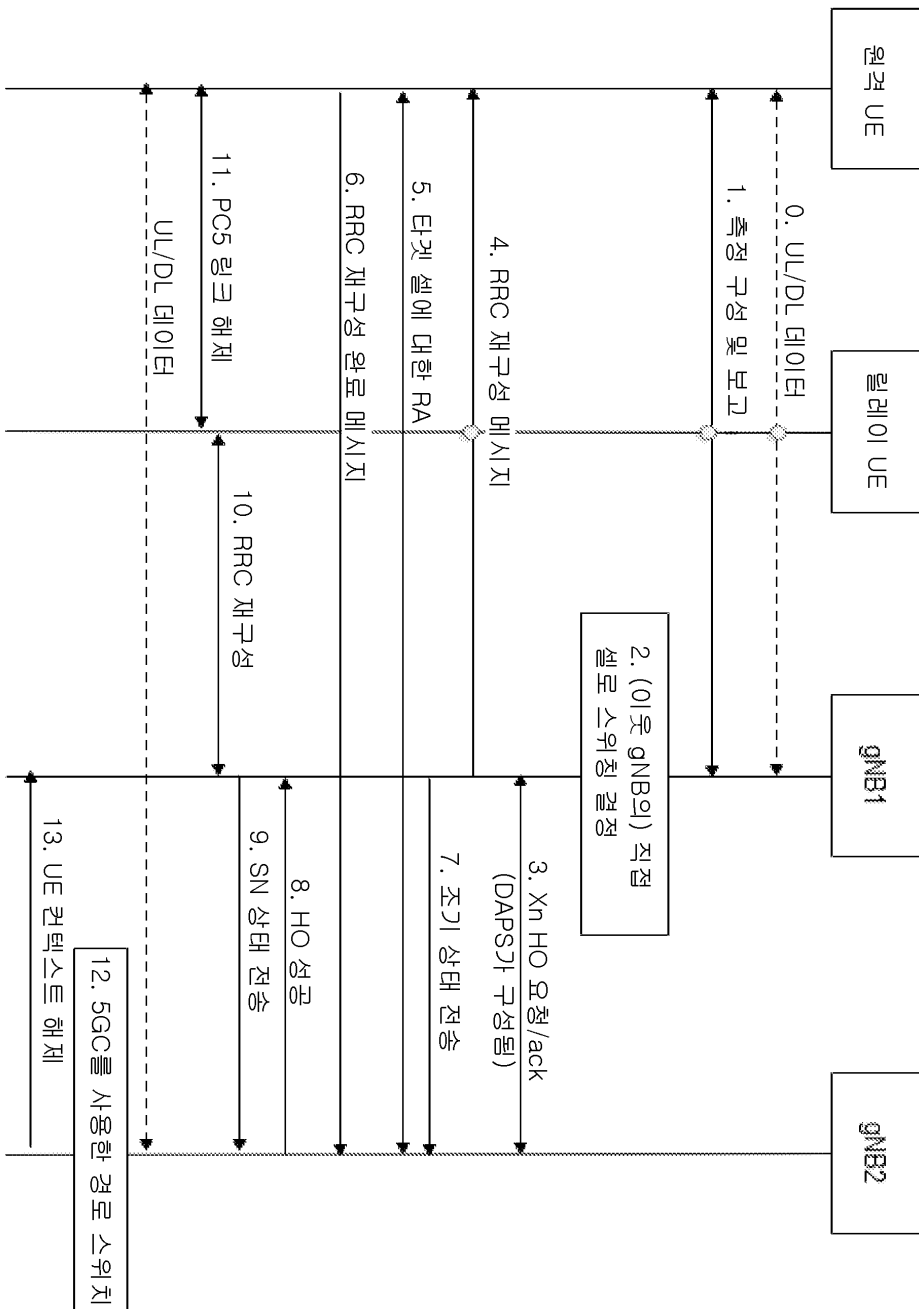 원격 UE
릴레이 UE
gNB1
gNB2
0. UL/DL 데이터
1. 측정 구성 및 보고
2. (이웃 gNB의) 직접
셀로 스위칭 결정
3. Xn HO 요청/ack
(DAPS가 구성됨)
4. RRC 재구성 메시지
7. 조기 상태 전송
5. 타겟 셀에 대한 RA
6. RRC 재구성 완료 메시지
8. HO 성공
9. SN 상태 전송
10. RRC 재구성
11. PC5 링크 해제
UL/DL 데이터
12. 5GC를 사용한 경로 스위치
13. UE 컨텍스트 해제